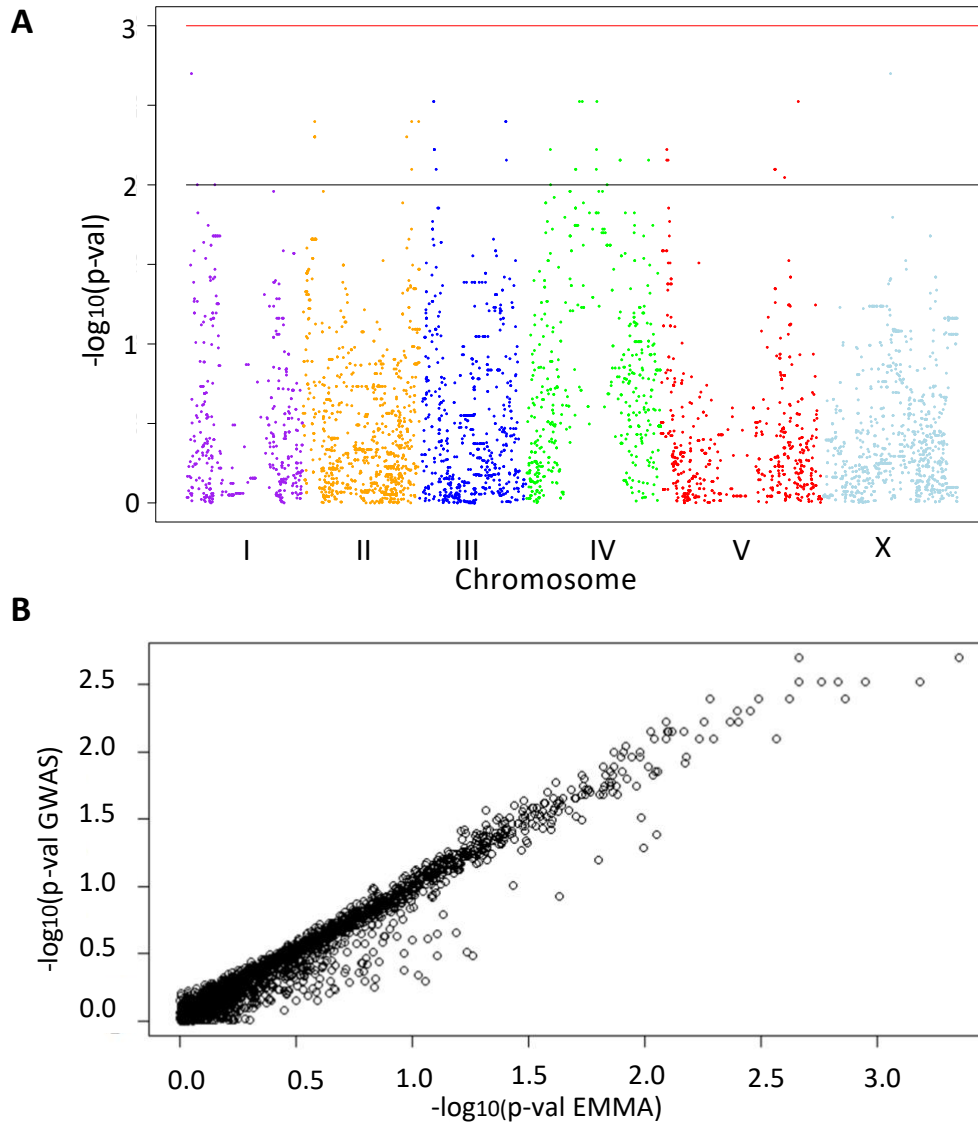 A
3
2
1
0
-log10(p-val)
I II III IV V X
Chromosome
B
2.5
2.0
1.5
1.0
0.5
0.0
-log10(p-val GWAS)
0.0 0.5 1.0 1.5 2.0 2.5 3.0
-log10(p-val EMMA)